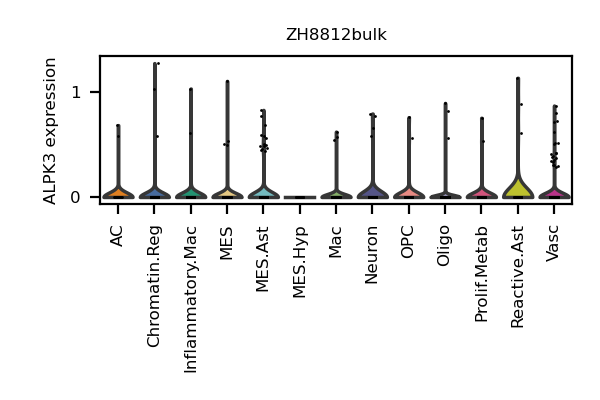 ZH8812bulk
ALPK3 expression
1
0
AC
Chromatin.Reg
Inflammatory.Mac
MES
MES.Ast
MES.Hyp
Mac
Neuron
OPC
Oligo
Prolif.Metab
Reactive.Ast
Vasc